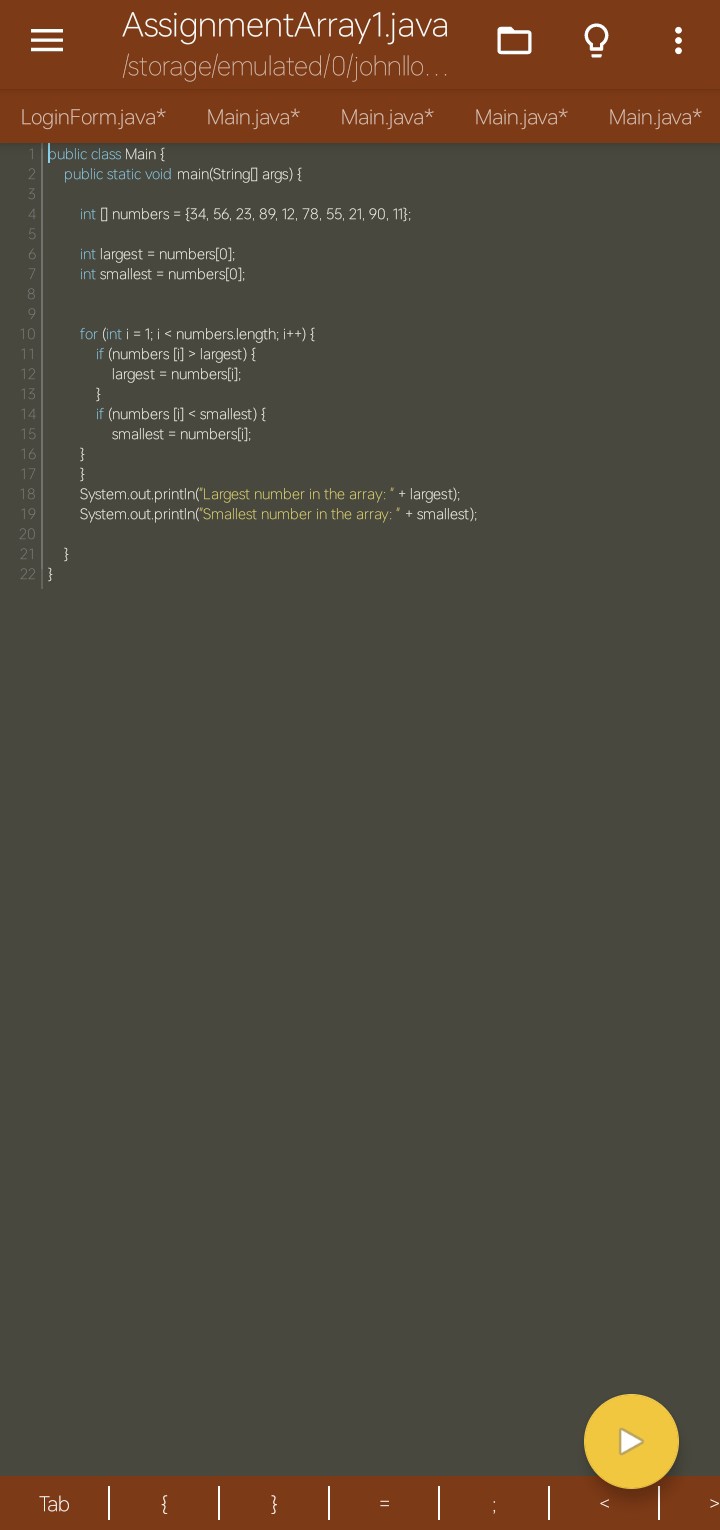 AssignmentArray1.java
/storage/emulated/0/johnllo...
LoginForm.java* Main.java* Main.java* Main.java* Main.java*
1 public class Main {
2 public static void main(String[] args) {
3
4 int [] numbers = {34, 56, 23, 89, 12, 78, 55, 21, 90, 11};
5
6 int largest = numbers[0];
7 int smallest = numbers[0];
8
9
10 for (int i = 1; i < numbers.length; i++) {
11 if (numbers [i] > largest) {
12 largest = numbers[i];
13 }
14 if (numbers [i] < smallest) {
15 smallest = numbers[i];
16 }
17 }
18 System.out.println("Largest number in the array: " + largest);
19 System.out.println("Smallest number in the array: " + smallest);
20
21 }
22 }
Tab { } = ; < >